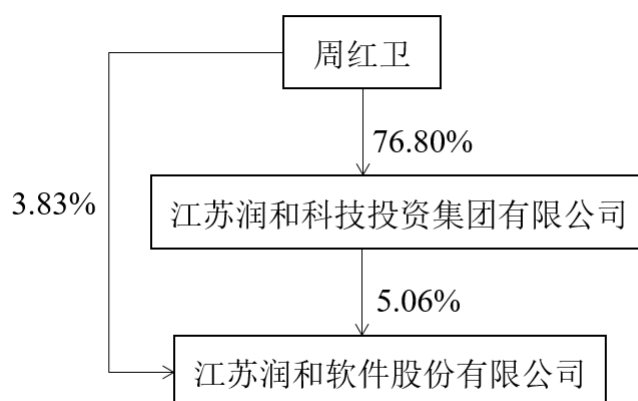 周红卫
76.80%
3.83%
江苏润和科技投资集团有限公司
5.06%
江苏润和软件股份有限公司